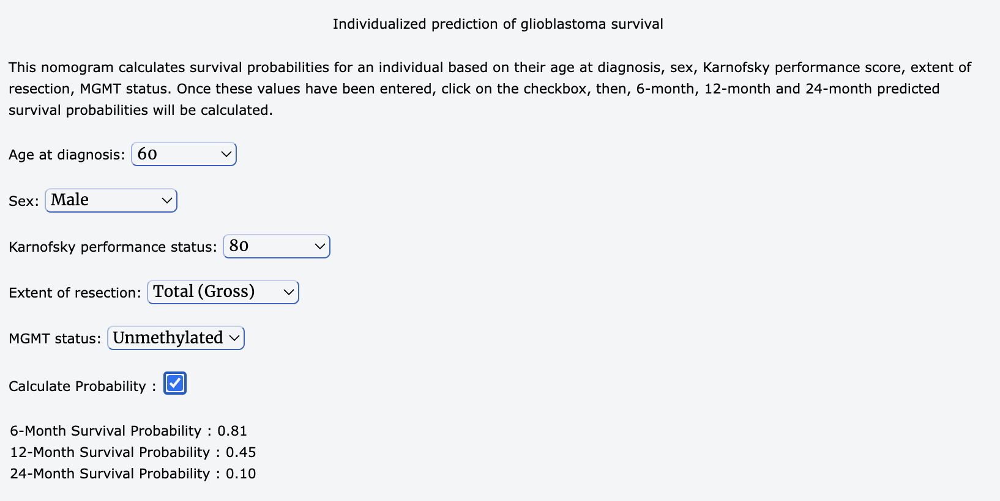 Individualized prediction of glioblastoma survival
This nomogram calculates survival probabilities for an individual based on their age at diagnosis, sex, Karnofsky performance score, extent of
resection, MGMT status. Once these values have been entered, click on the checkbox, then, 6-month, 12-month and 24-month predicted
survival probabilities will be calculated.
Age at diagnosis: 60
Sex: Male
Karnofsky performance status: 80
Extent of resection: Total (Gross)
MGMT status: Unmethylated
Calculate Probability :
6-Month Survival Probability : 0.81
12-Month Survival Probability : 0.45
24-Month Survival Probability : 0.10